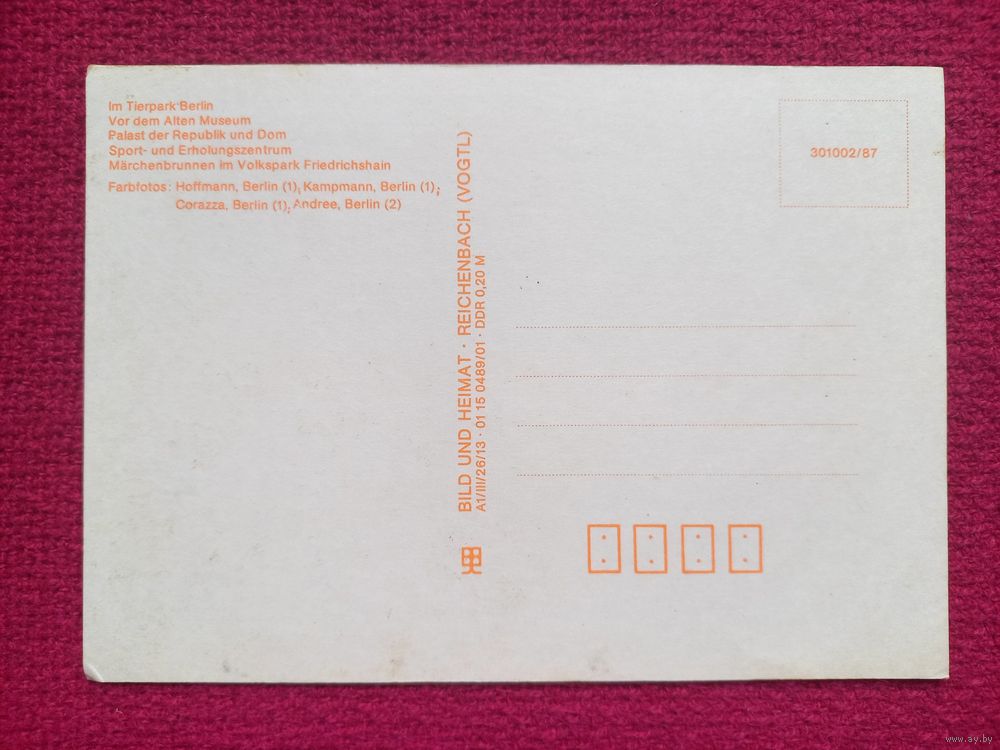 Im Tierpark Berlin
Vor dem Alten Museum
Palast der Republik und Dom
Sport- und Erholungszentrum
Märchenbrunnen im Volkspark Friedrichshain
Farbfotos: Hoffmann, Berlin (1), Kampmann, Berlin (1),
Corazza, Berlin (1), Andree, Berlin (2)
BILD UND HEIMAT · REICHENBACH (VOGTL)
A1/III/26/13 · 01 15 0489/01 · DDR 0,20 M
301002/87
www.ay.by